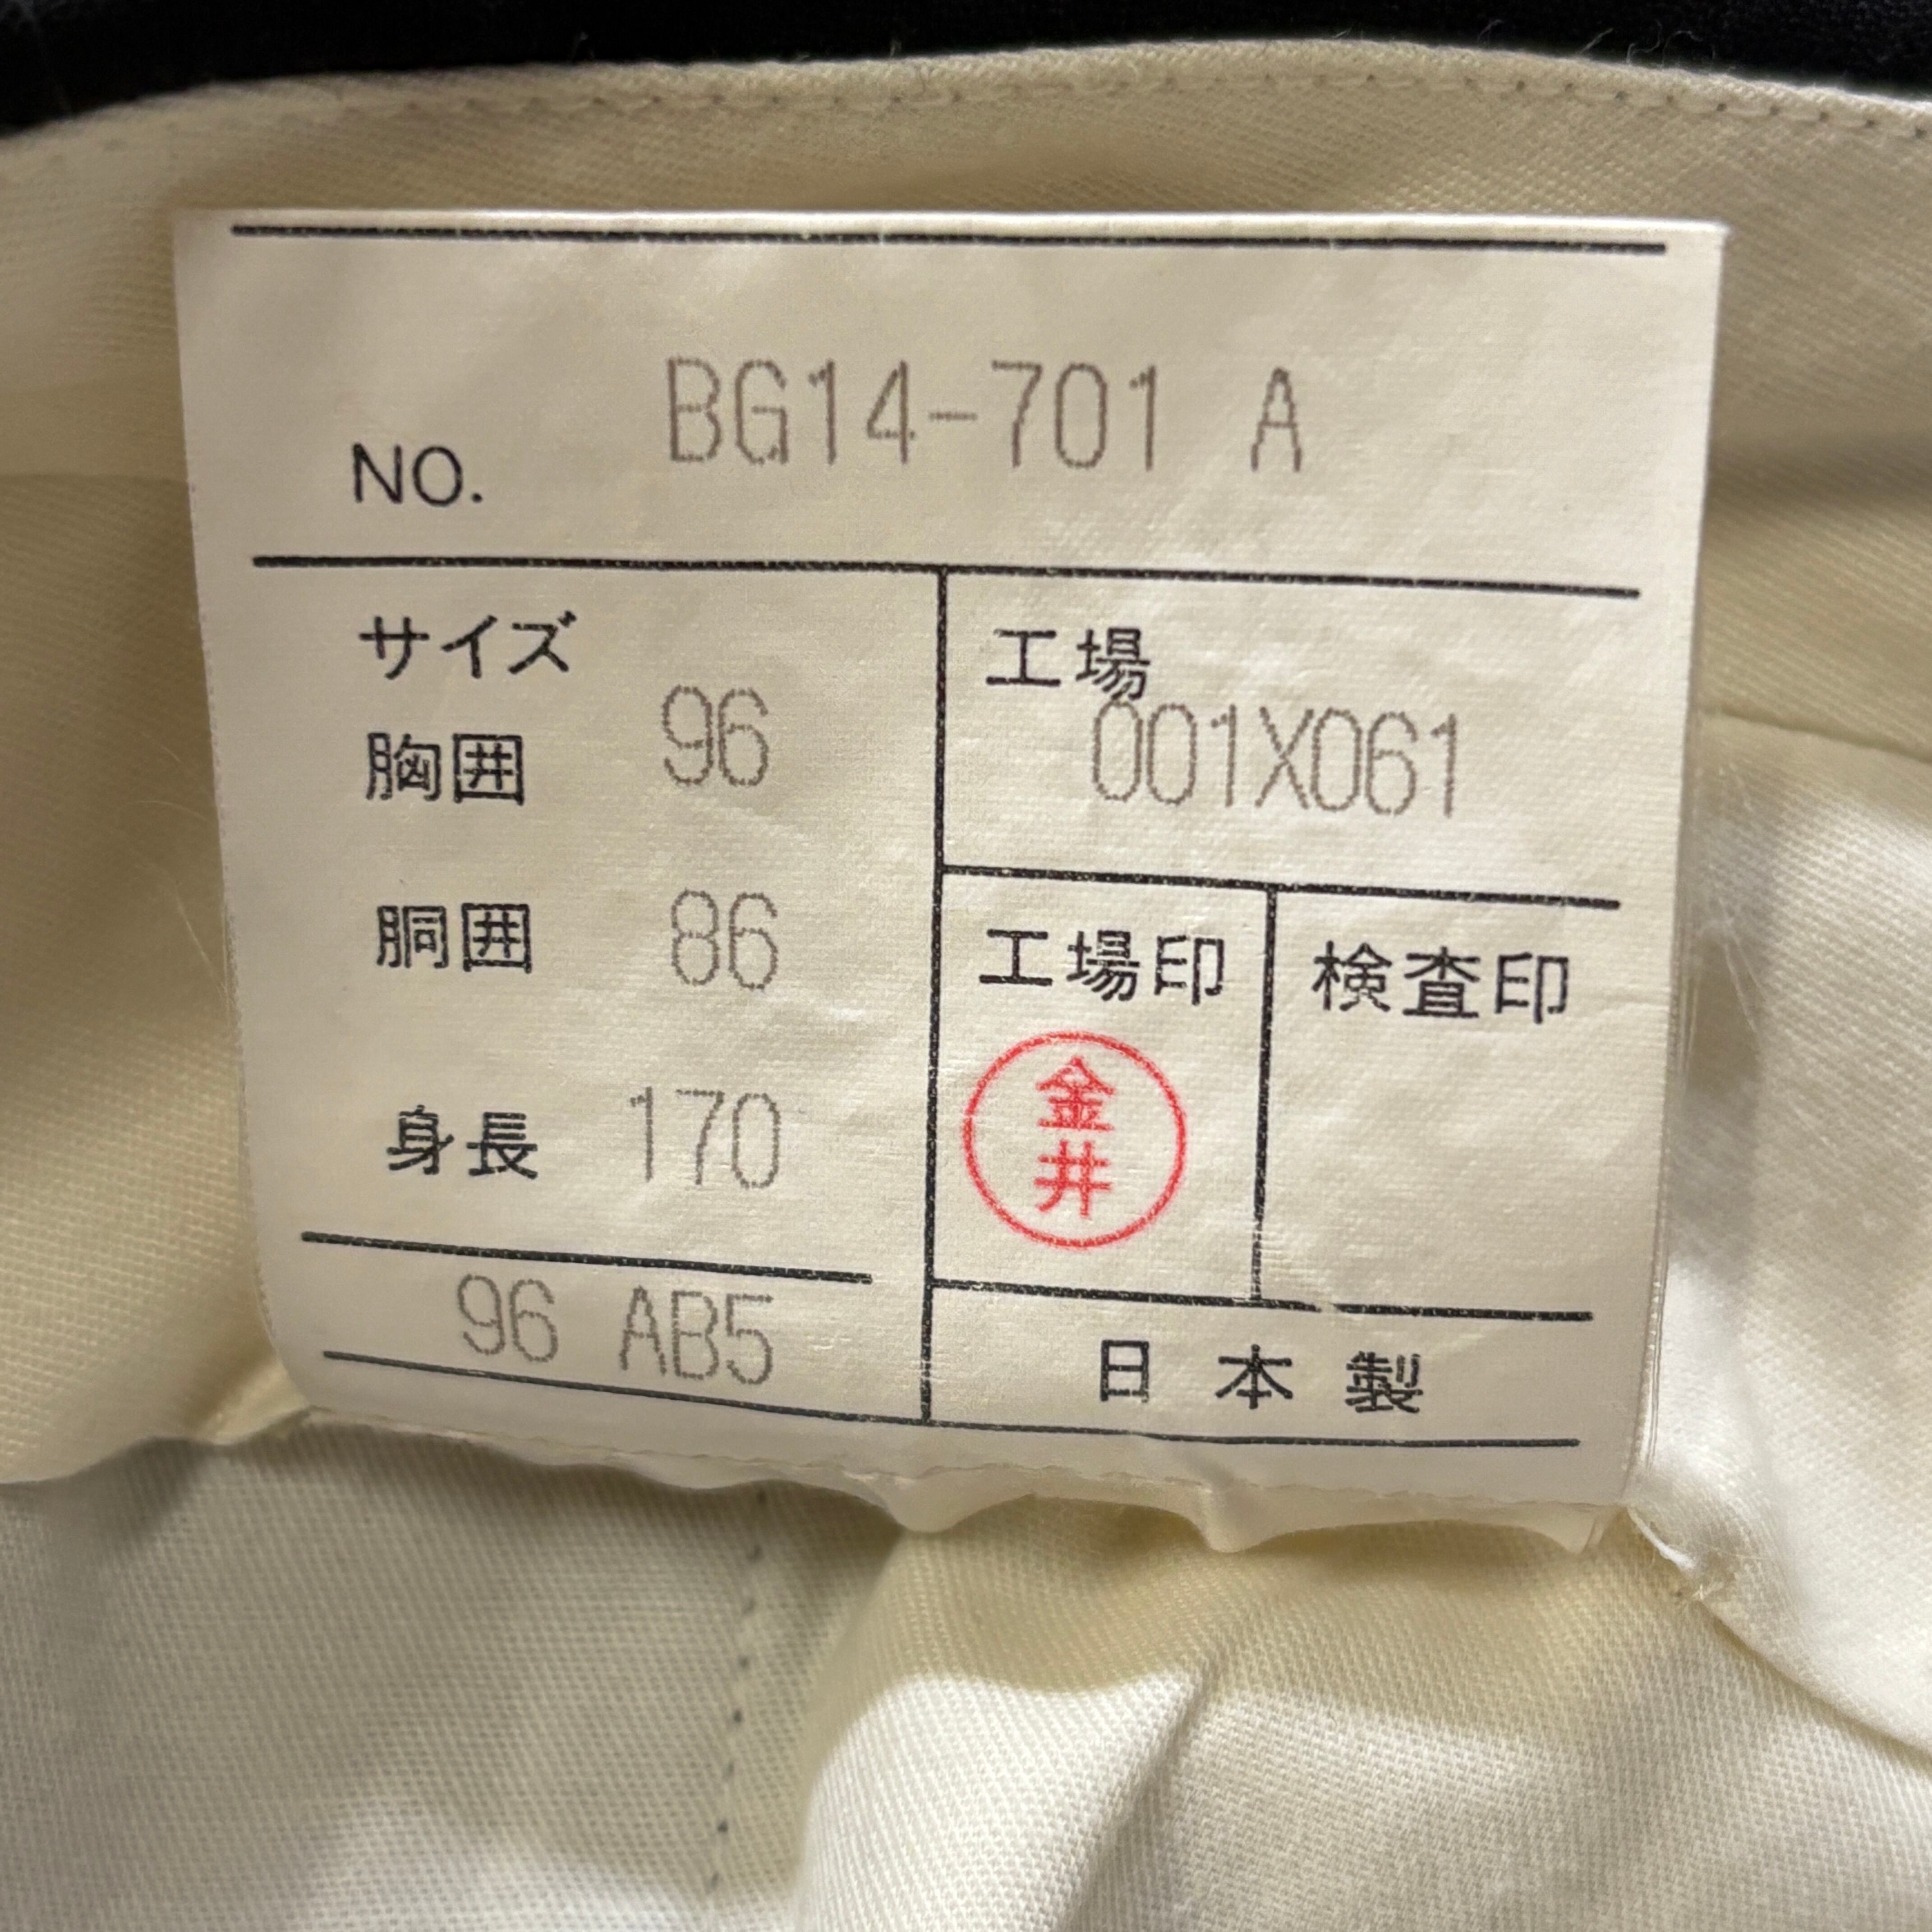 NO. BG14-701 A
サイズ
胸囲 96
胴囲 86
身長 170
96 AB5
工場
001X061
工場印
金井
検査印
日本製